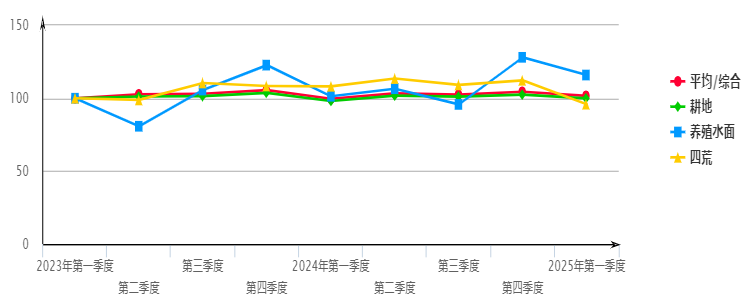 150
100
50
0
2023年第一季度
第二季度
第三季度
第四季度
2024年第一季度
第二季度
第三季度
第四季度
2025年第一季度
平均/综合
耕地
养殖水面
四荒